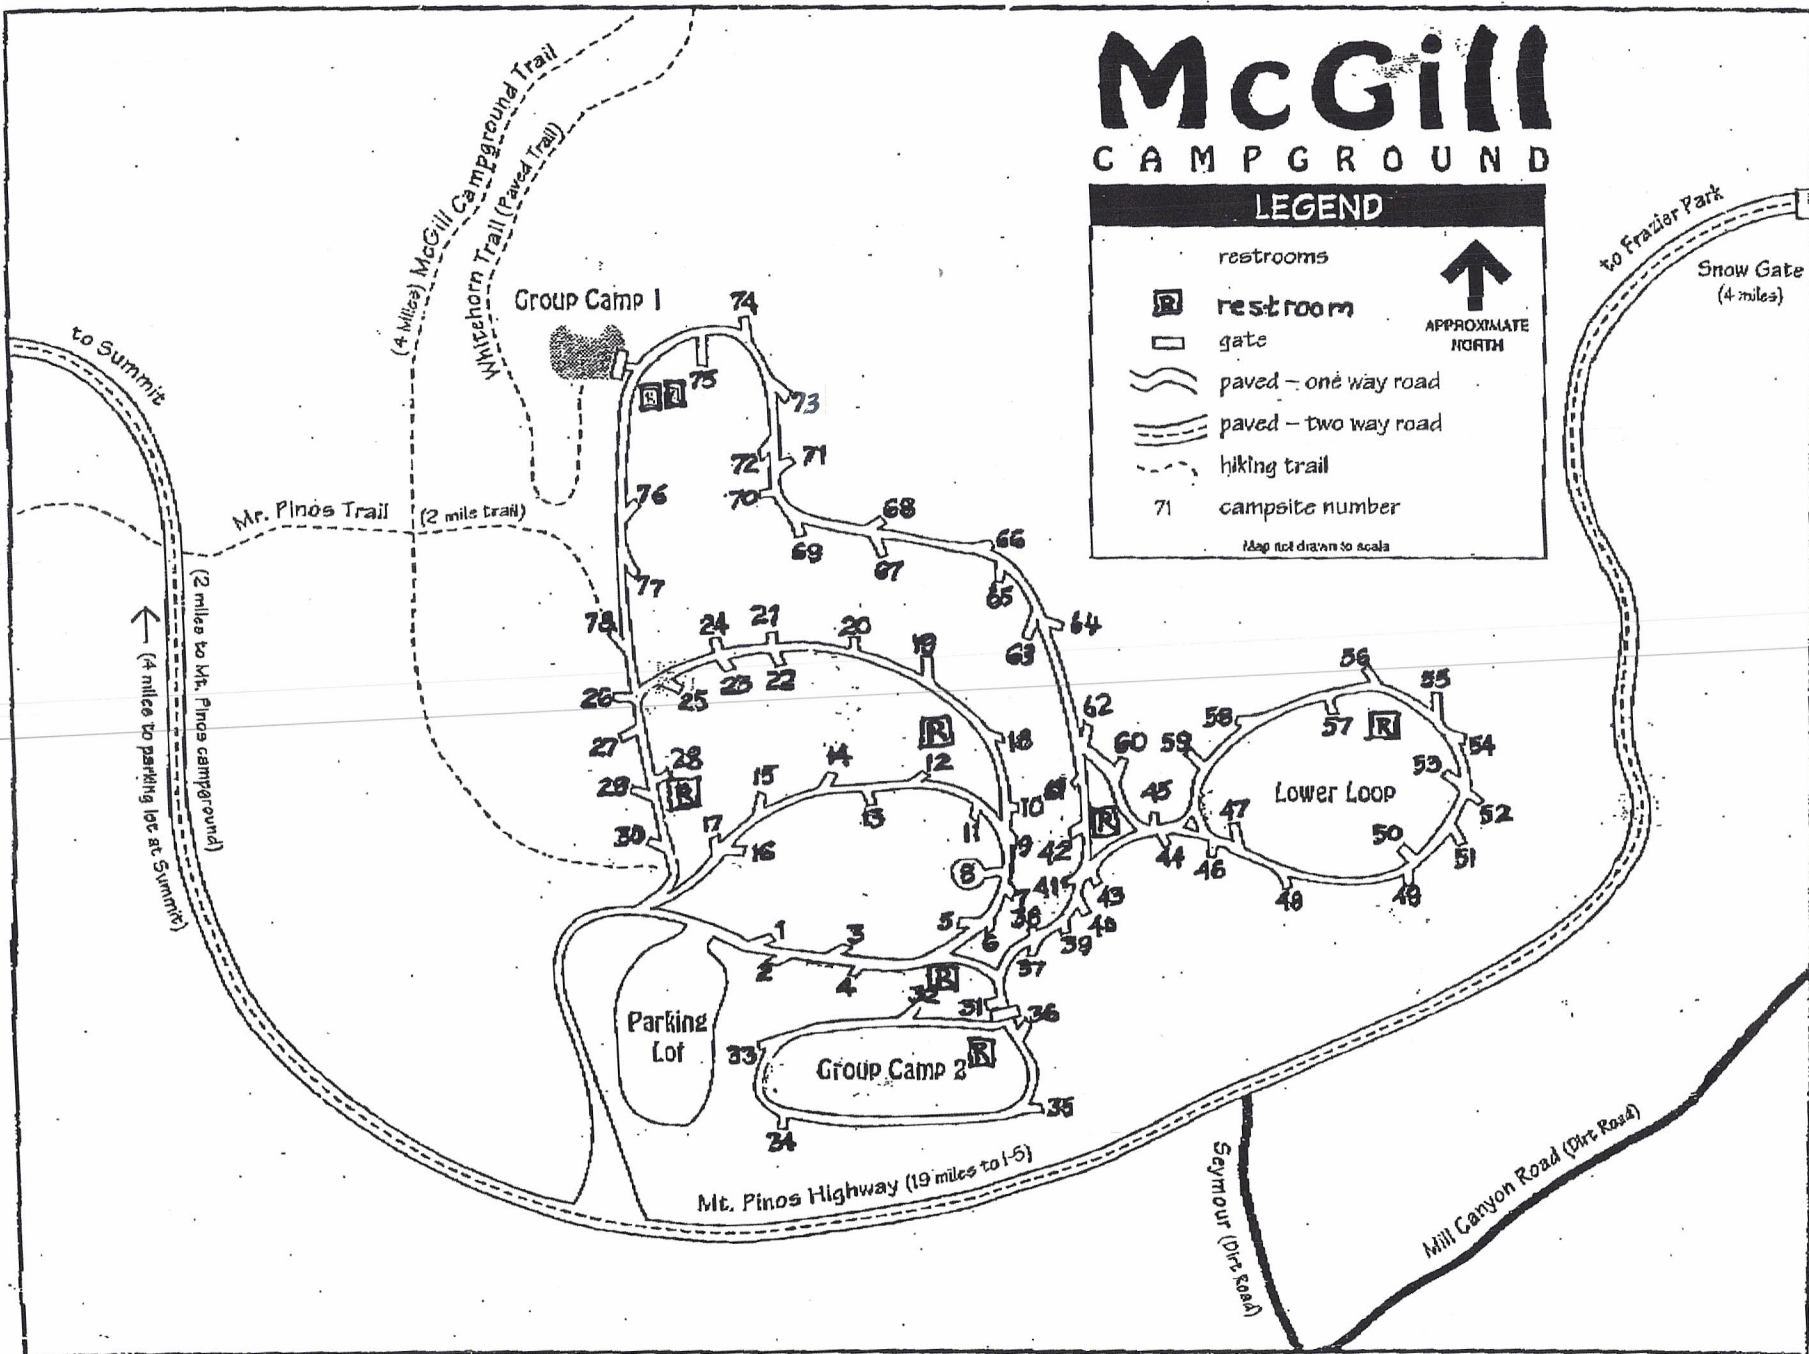 McGill
CAMPGROUND
LEGEND
restrooms
R restroom
gate
paved - one way road
paved - two way road
hiking trail
71 campsite number
Map not drawn to scale
APPROXIMATE
NORTH
to Frazier Park
Snow Gate
(4 miles)
(4 Miles) McGill Campground Trail
Whitehorn Trail (Paved Trail)
Group Camp 1
to Summit
Mr. Pinos Trail
(2 mile trail)
(2 miles to Mt. Pinos campground)
(4 miles to parking lot at Summit)
74
75
73
72
71
70
76
68
69
67
66
65
77
78
64
63
24
21
20
19
23
22
25
26
27
62
18
28
R
12
14
15
29
R
13
60
59
58
56
55
57
R
54
53
Lower Loop
52
51
50
49
48
47
46
45
44
61
R
10
11
9
42
30
17
16
8
41
43
7
38
40
39
5
6
37
1
3
2
4
R
32
31
36
Parking
Lot
33
Group Camp 2
R
35
34
Mt. Pinos Highway (19 miles to I-5)
Seymour (Dirt Road)
Mill Canyon Road (Dirt Road)